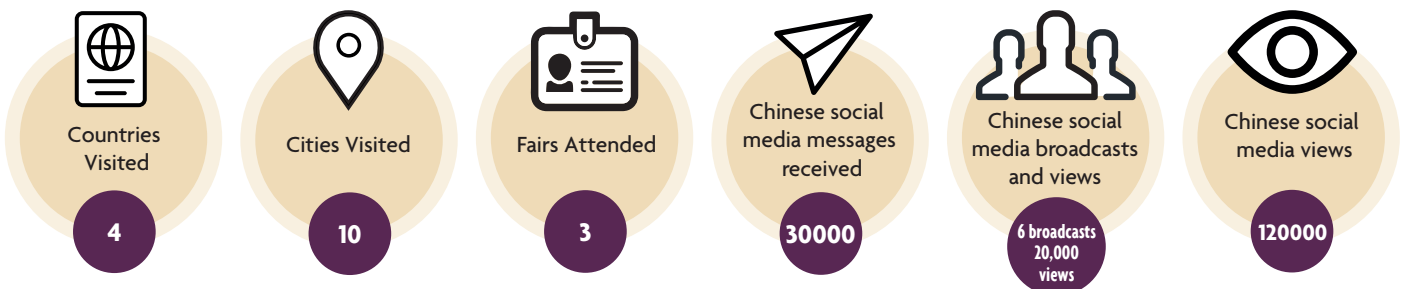 Countries
Visited
4
Cities Visited
10
Fairs Attended
3
Chinese social
media messages
received
30000
Chinese social
media broadcasts
and views
6 broadcasts
20,000
views
Chinese social
media views
120000